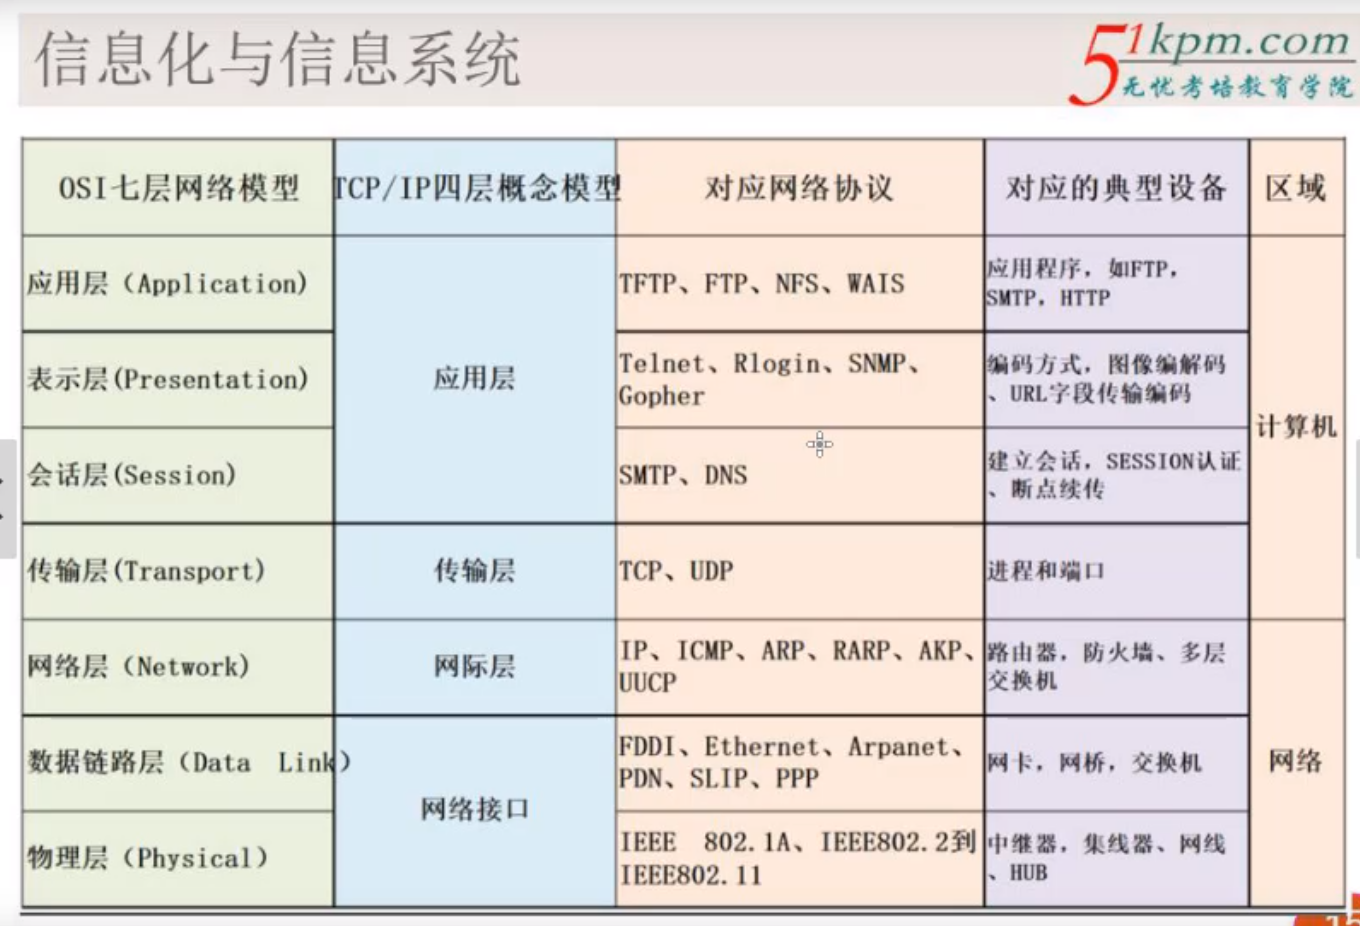 信息化与信息系统
51kpm.com
无忧考培教育学院
OSI七层网络模型
TCP/IP四层概念模型
对应网络协议
对应的典型设备
区域
应用层（Application)
应用层
TFTP、FTP、NFS、WAIS
应用程序，如FTP，
SMTP，HTTP
计算机
表示层(Presentation)
Telnet、Rlogin、SNMP、
Gopher
编码方式，图像编解码
、URL字段传输编码
会话层(Session)
SMTP、DNS
建立会话，SESSION认证
、断点续传
传输层(Transport)
传输层
TCP、UDP
进程和端口
网络层（Network)
网际层
IP、ICMP、ARP、RARP、AKP、
UUCP
路由器，防火墙、多层
交换机
网络
数据链路层（Data Link）
网络接口
FDDI、Ethernet、Arpanet、
PDN、SLIP、PPP
网卡，网桥，交换机
物理层（Physical）
IEEE 802.1A、IEEE802.2到
IEEE802.11
中继器，集线器、网线
、HUB